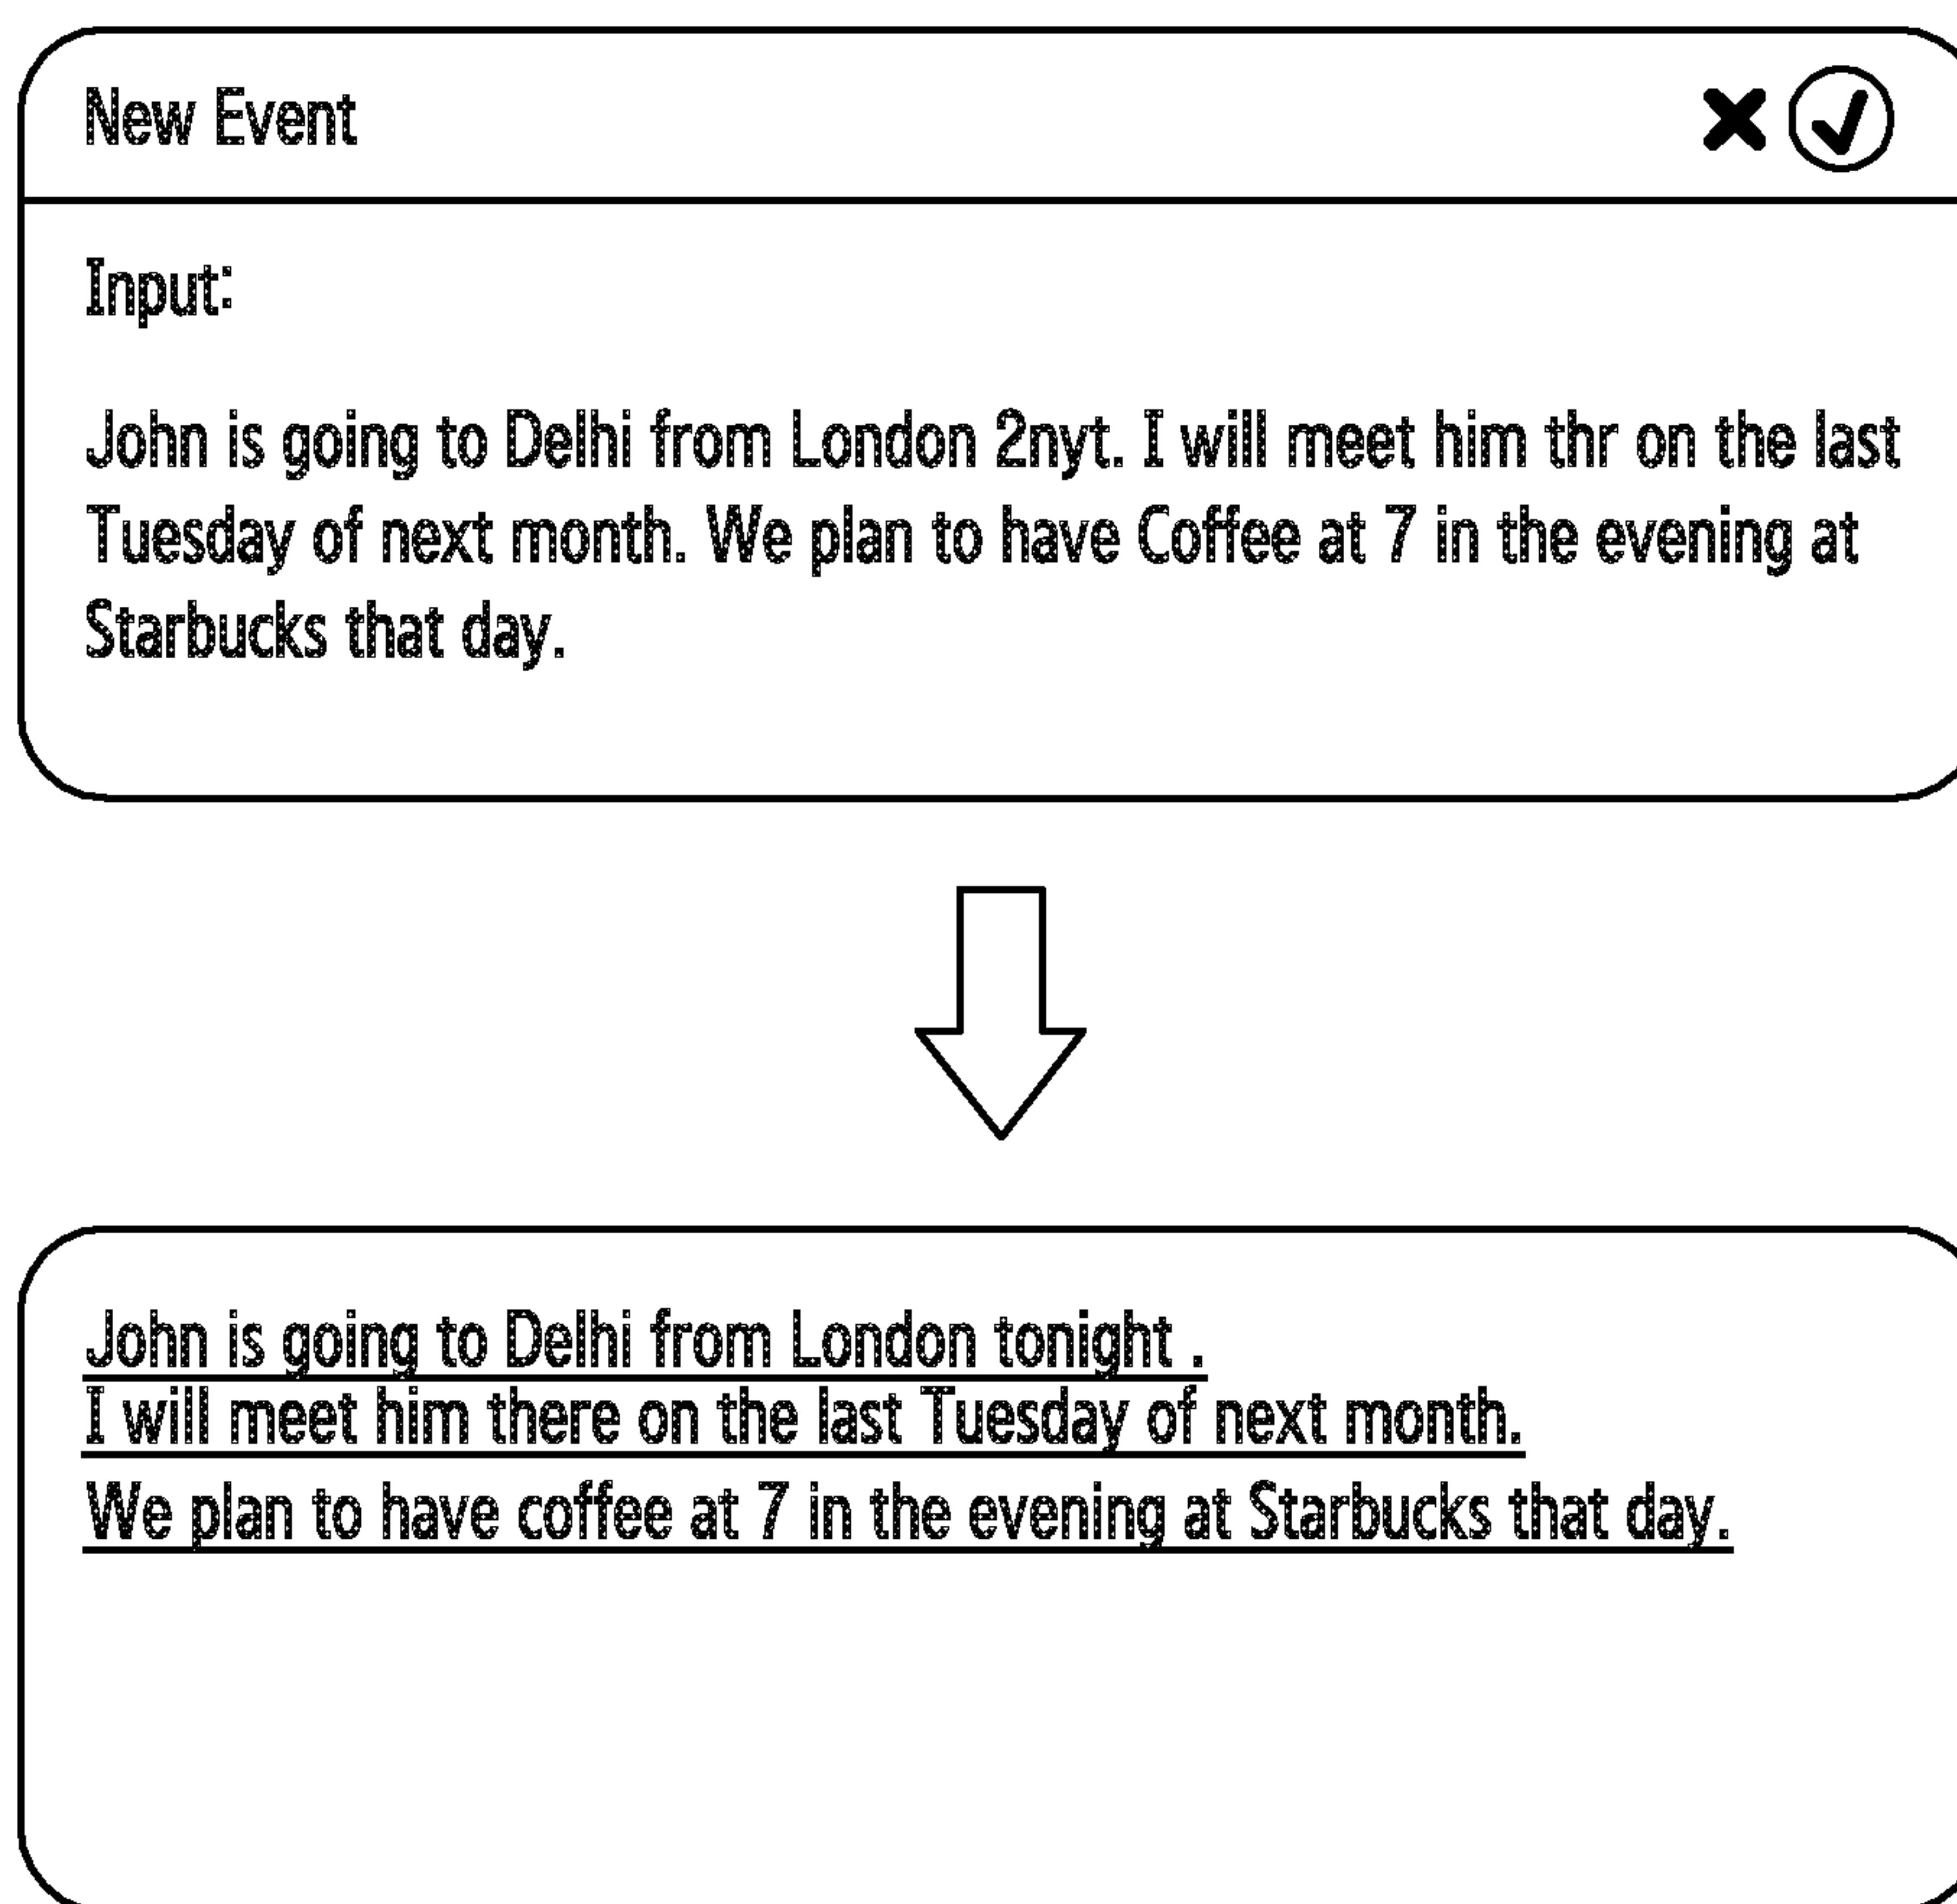 New Event
Input:
John is going to Delhi from London 2nyt. I will meet him thr on the last
Tuesday of next month. We plan to have Coffee at 7 in the evening at
Starbucks that day.
John is going to Delhi from London tonight .
I will meet him there on the last Tuesday of next month.
We plan to have coffee at 7 in the evening at Starbucks that day.